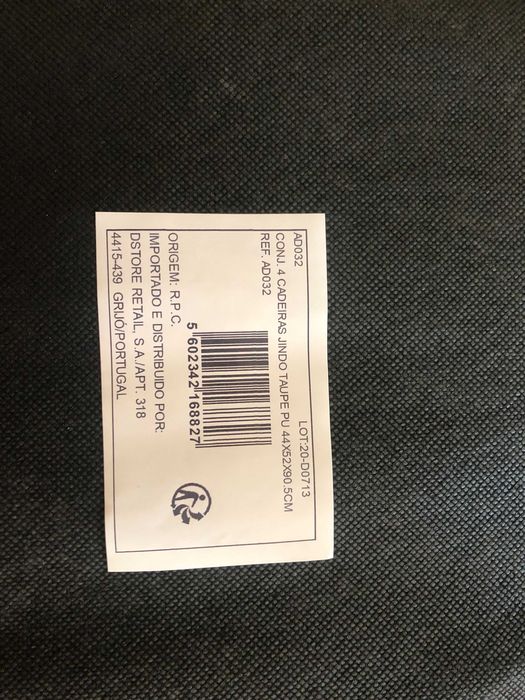 AD032 LOT:20-D0713
CONJ. 4 CADEIRAS JINDO TAUPE PU 44X52X90.5CM
REF. AD032
5 602342 168827
ORIGEM: R.P.C.
IMPORTADO E DISTRIBUIDO POR:
DSTORE RETAIL, S.A./APT. 318
4415-439 GRIJÓ/PORTUGAL